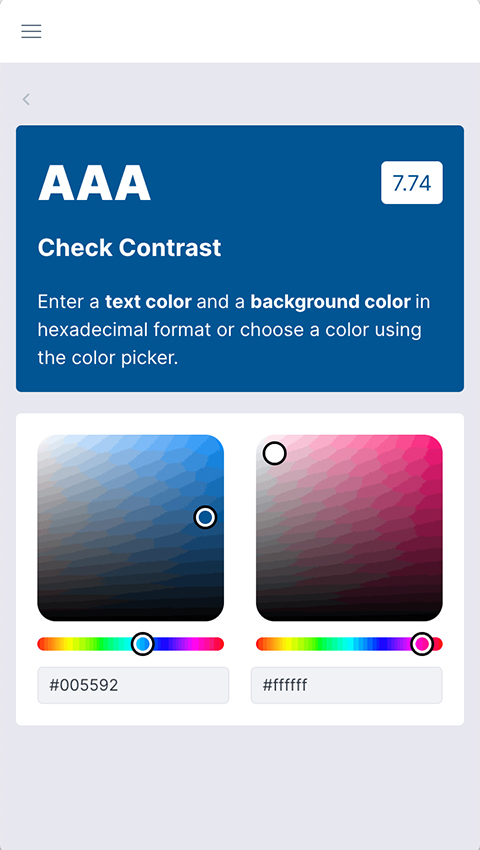 AAA
7.74
Check Contrast
Enter a text color and a background color in
hexadecimal format or choose a color using
the color picker.
#005592
#ffffff